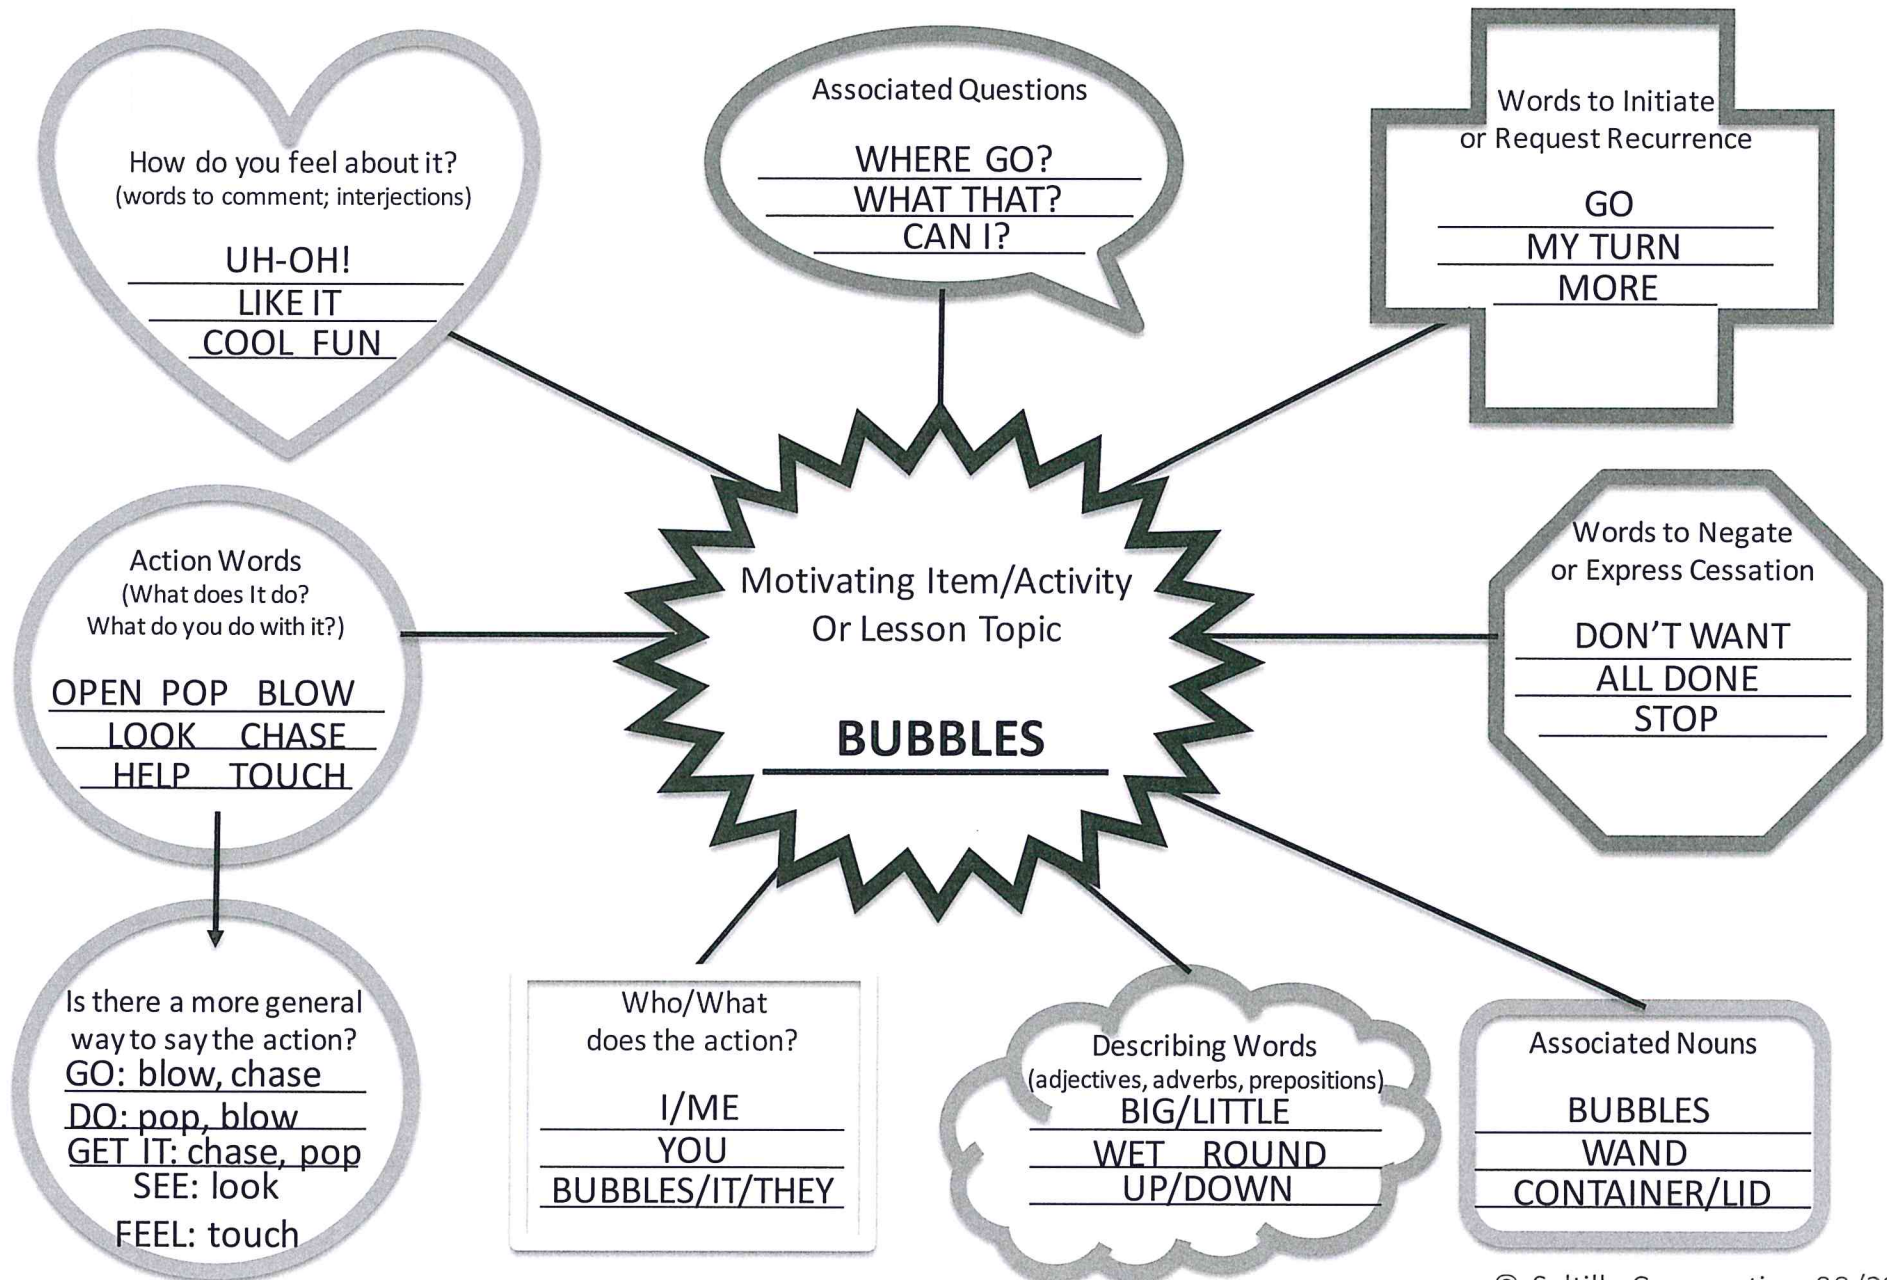 How do you feel about it?
(words to comment; interjections)
UH-OH!
LIKE IT
COOL FUN
Associated Questions
WHERE GO?
WHAT THAT?
CAN I?
Words to Initiate
or Request Recurrence
GO
MY TURN
MORE
Action Words
(What does It do?
What do you do with it?)
OPEN POP BLOW
LOOK CHASE
HELP TOUCH
Motivating Item/Activity
Or Lesson Topic
BUBBLES
Words to Negate
or Express Cessation
DON'T WANT
ALL DONE
STOP
Is there a more general
way to say the action?
GO: blow, chase
DO: pop, blow
GET IT: chase, pop
SEE: look
FEEL: touch
Who/What
does the action?
I/ME
YOU
BUBBLES/IT/THEY
Describing Words
(adjectives, adverbs, prepositions)
BIG/LITTLE
WET ROUND
UP/DOWN
Associated Nouns
BUBBLES
WAND
CONTAINER/LID